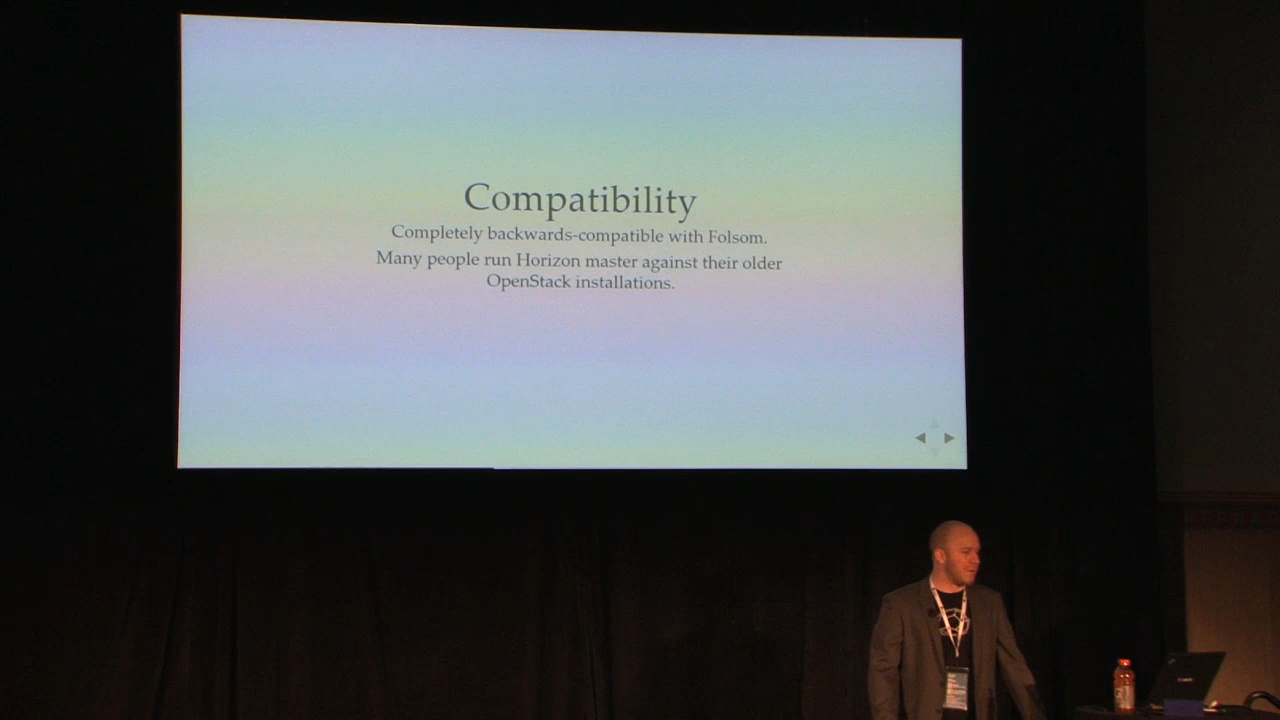 Compatibility
Completely backwards-compatible with Folsom.
Many people run Horizon master against their older
OpenStack installations.